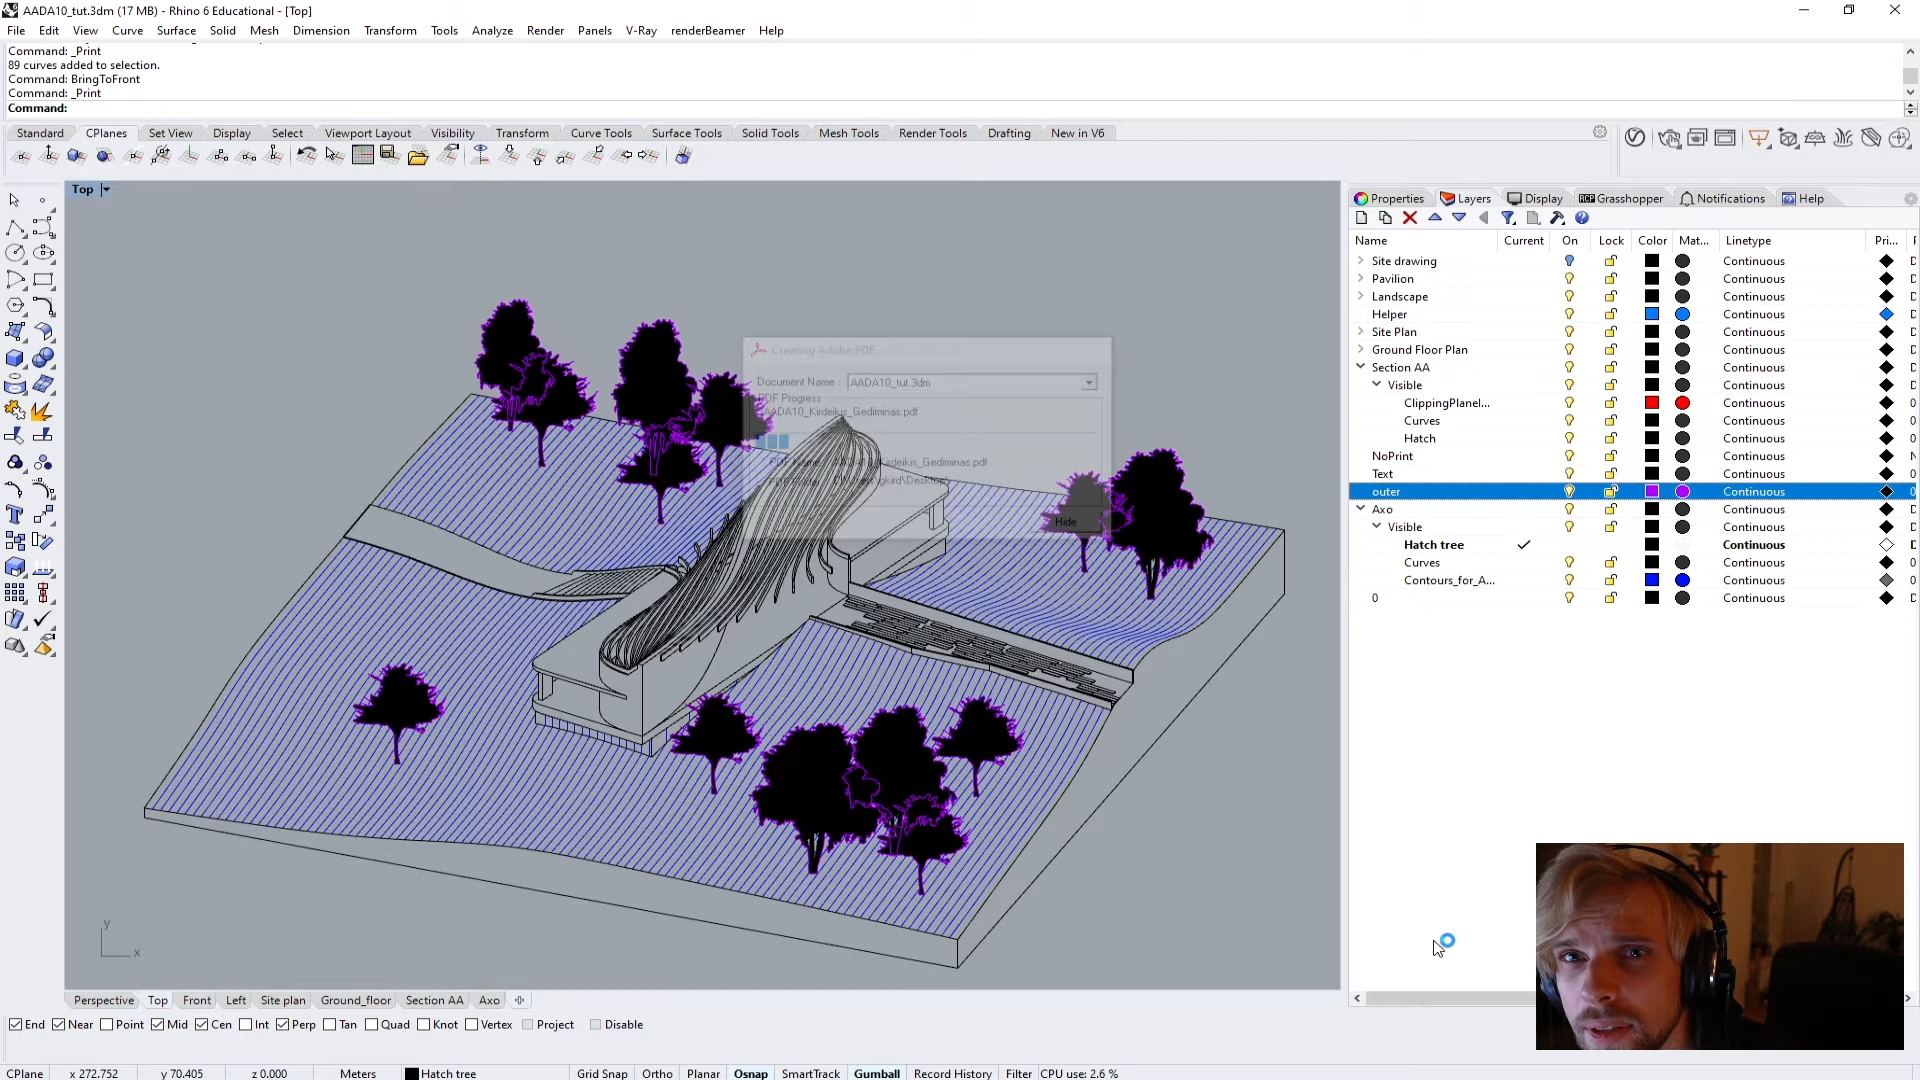 AADA10_tut.3dm (17 MB) - Rhino 6 Educational - [Top]
File Edit View Curve Surface Solid Mesh Dimension Transform Tools Analyze Render Panels V-Ray renderBeamer Help
Command: _Print
89 curves added to selection.
Command: BringToFront
Command: _Print
Command:
Standard CPlanes Set View Display Select Viewport Layout Visibility Transform Curve Tools Surface Tools Solid Tools Mesh Tools Render Tools Drafting New in V6
Top
Properties Layers Display Grasshopper Notifications Help
Name Current On Lock Color Mat... Linetype Pri...
Site drawing Continuous
Pavilion Continuous
Landscape Continuous
Helper Continuous
Site Plan Continuous
Ground Floor Plan Continuous
Section AA Continuous
Visible Continuous
ClippingPlaneI... Continuous
Curves Continuous
Hatch Continuous
NoPrint Continuous
Text Continuous
outer Continuous
Axo Continuous
Visible Continuous
Hatch tree Continuous
Curves Continuous
Contours_for_A... Continuous
0 Continuous
Creating Adobe PDF
Document Name : AADA10_tut.3dm
PDF Progress
AADA10_Kirdeikis_Gediminas.pdf
Hide
y
x
Perspective Top Front Left Site plan Ground_floor Section AA Axo
End Near Point Mid Cen Int Perp Tan Quad Knot Vertex Project Disable
CPlane x 272.752 y 70.405 z 0.000 Meters Hatch tree Grid Snap Ortho Planar Osnap SmartTrack Gumball Record History Filter CPU use: 2.6 %